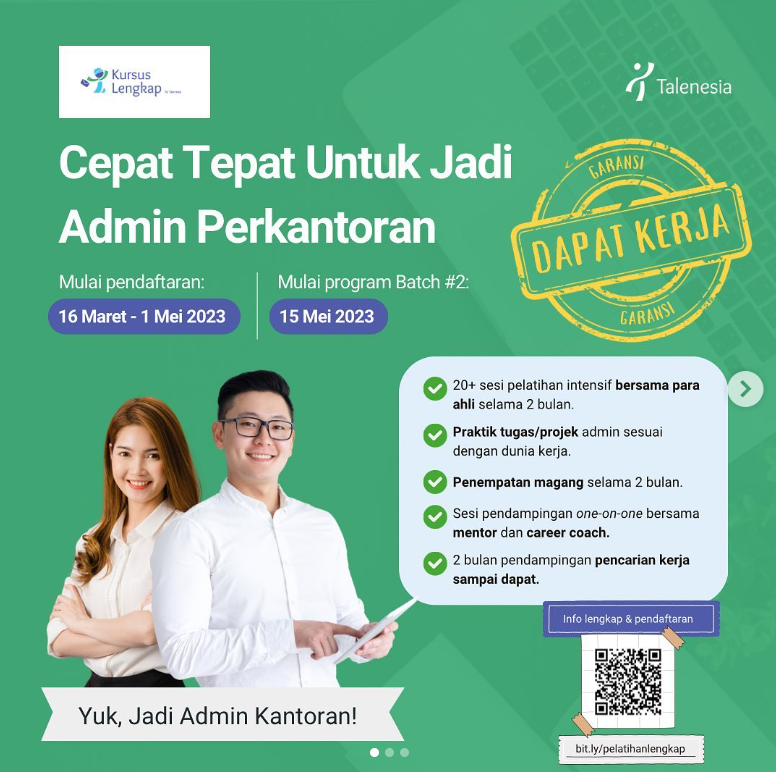 Kursus
Lengkap
Talenesia
Cepat Tepat Untuk Jadi
Admin Perkantoran
GARANSI
DAPAT KERJA
GARANSI
Mulai pendaftaran:
16 Maret - 1 Mei 2023
Mulai program Batch #2:
15 Mei 2023
20+ sesi pelatihan intensif bersama para
ahli selama 2 bulan.
Praktik tugas/projek admin sesuai
dengan dunia kerja.
Penempatan magang selama 2 bulan.
Sesi pendampingan one-on-one bersama
mentor dan career coach.
2 bulan pendampingan pencarian kerja
sampai dapat.
Info lengkap & pendaftaran
bit.ly/pelatihanlengkap
Yuk, Jadi Admin Kantoran!